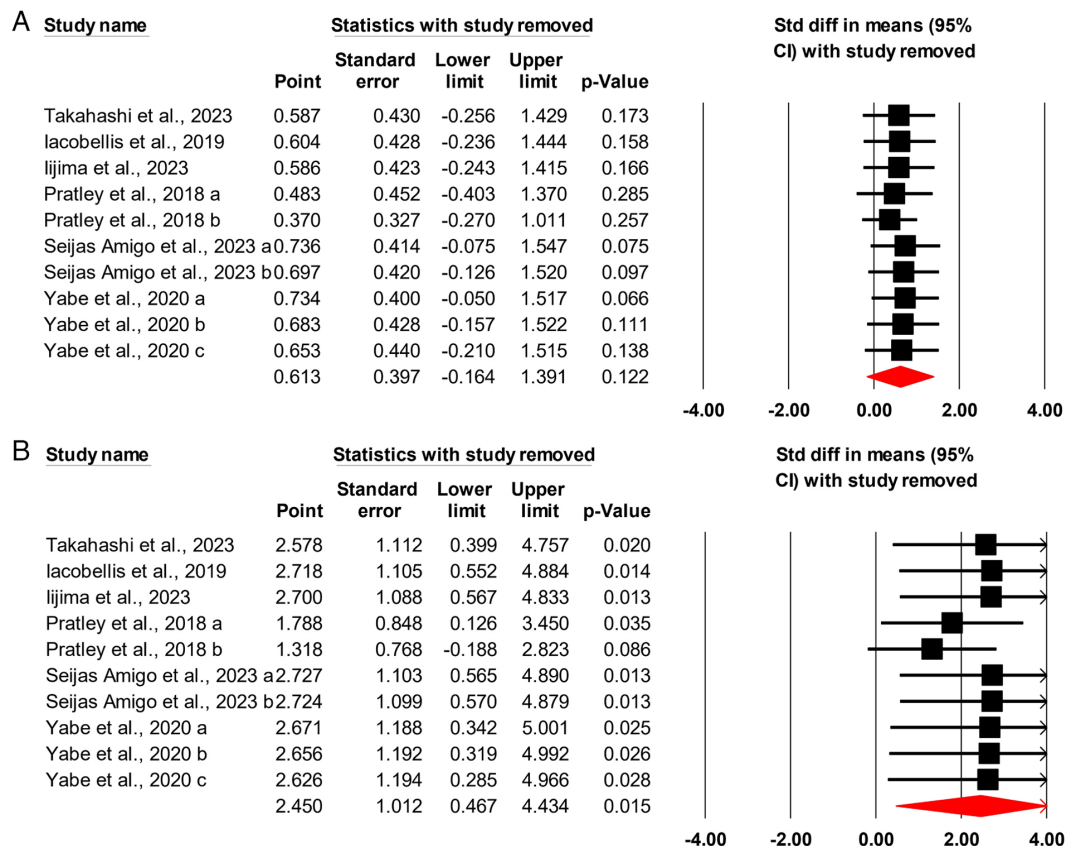 A Study name Statistics with study removed Std diff in means (95% CI) with study removed
Point Standard error Lower limit Upper limit p-Value
Takahashi et al., 2023 0.587 0.430 -0.256 1.429 0.173
Iacobellis et al., 2019 0.604 0.428 -0.236 1.444 0.158
Iijima et al., 2023 0.586 0.423 -0.243 1.415 0.166
Pratley et al., 2018 a 0.483 0.452 -0.403 1.370 0.285
Pratley et al., 2018 b 0.370 0.327 -0.270 1.011 0.257
Seijas Amigo et al., 2023 a 0.736 0.414 -0.075 1.547 0.075
Seijas Amigo et al., 2023 b 0.697 0.420 -0.126 1.520 0.097
Yabe et al., 2020 a 0.734 0.400 -0.050 1.517 0.066
Yabe et al., 2020 b 0.683 0.428 -0.157 1.522 0.111
Yabe et al., 2020 c 0.653 0.440 -0.210 1.515 0.138
0.613 0.397 -0.164 1.391 0.122
-4.00 -2.00 0.00 2.00 4.00
B Study name Statistics with study removed Std diff in means (95% CI) with study removed
Point Standard error Lower limit Upper limit p-Value
Takahashi et al., 2023 2.578 1.112 0.399 4.757 0.020
Iacobellis et al., 2019 2.718 1.105 0.552 4.884 0.014
Iijima et al., 2023 2.700 1.088 0.567 4.833 0.013
Pratley et al., 2018 a 1.788 0.848 0.126 3.450 0.035
Pratley et al., 2018 b 1.318 0.768 -0.188 2.823 0.086
Seijas Amigo et al., 2023 a 2.727 1.103 0.565 4.890 0.013
Seijas Amigo et al., 2023 b 2.724 1.099 0.570 4.879 0.013
Yabe et al., 2020 a 2.671 1.188 0.342 5.001 0.025
Yabe et al., 2020 b 2.656 1.192 0.319 4.992 0.026
Yabe et al., 2020 c 2.626 1.194 0.285 4.966 0.028
2.450 1.012 0.467 4.434 0.015
-4.00 -2.00 0.00 2.00 4.00